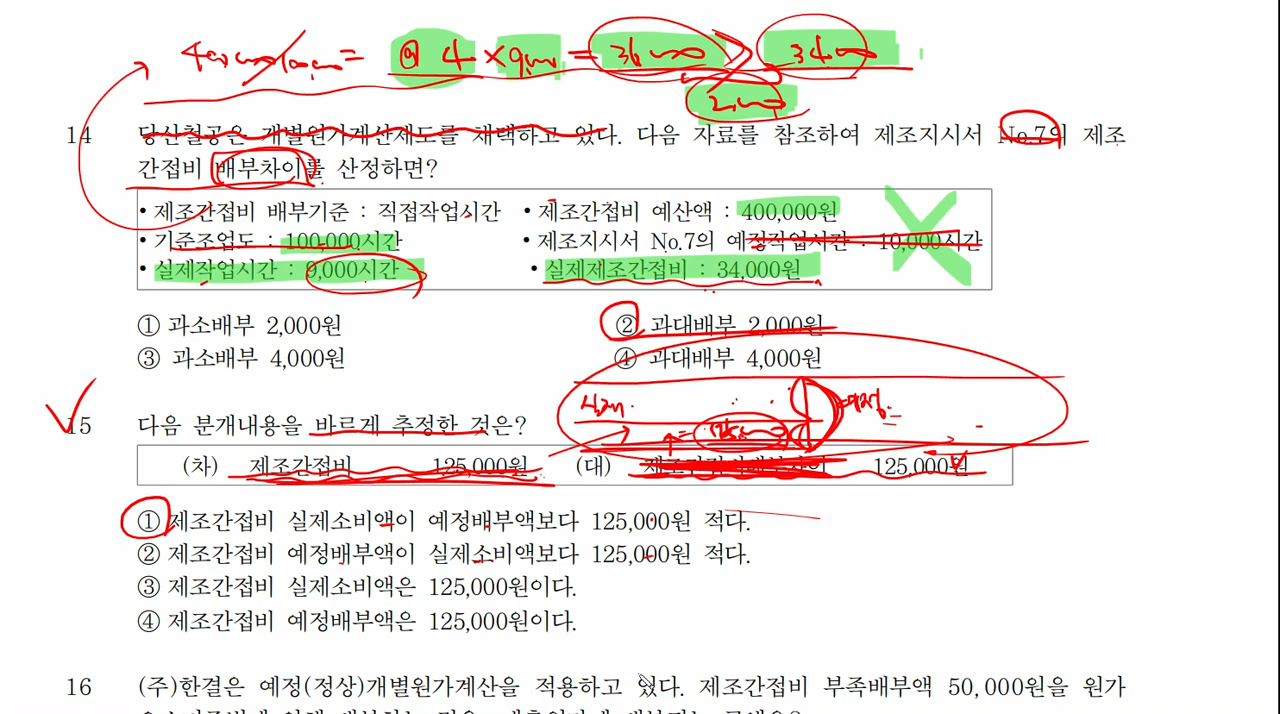 @ 4 × 9,000 = 36,000 > 34,000
2,000
14 당산철공은 개별원가계산제도를 채택하고 있다. 다음 자료를 참조하여 제조지시서 No.7의 제조
간접비 배부차이를 산정하면?
• 제조간접비 배부기준 : 직접작업시간 • 제조간접비 예산액 : 400,000원
• 기준조업도 : 100,000시간 • 제조지시서 No.7의 예정작업시간 : 10,000시간
• 실제작업시간 : 9,000시간 • 실제제조간접비 : 34,000원
① 과소배부 2,000원 ② 과대배부 2,000원
③ 과소배부 4,000원 ④ 과대배부 4,000원
실제 예정
15 다음 분개내용을 바르게 추정한 것은?
(차) 제조간접비 125,000원 (대) 제조간접비배부차이 125,000원
① 제조간접비 실제소비액이 예정배부액보다 125,000원 적다.
② 제조간접비 예정배부액이 실제소비액보다 125,000원 적다.
③ 제조간접비 실제소비액은 125,000원이다.
④ 제조간접비 예정배부액은 125,000원이다.
16 (주)한결은 예정(정상)개별원가계산을 적용하고 있다. 제조간접비 부족배부액 50,000원을 원가